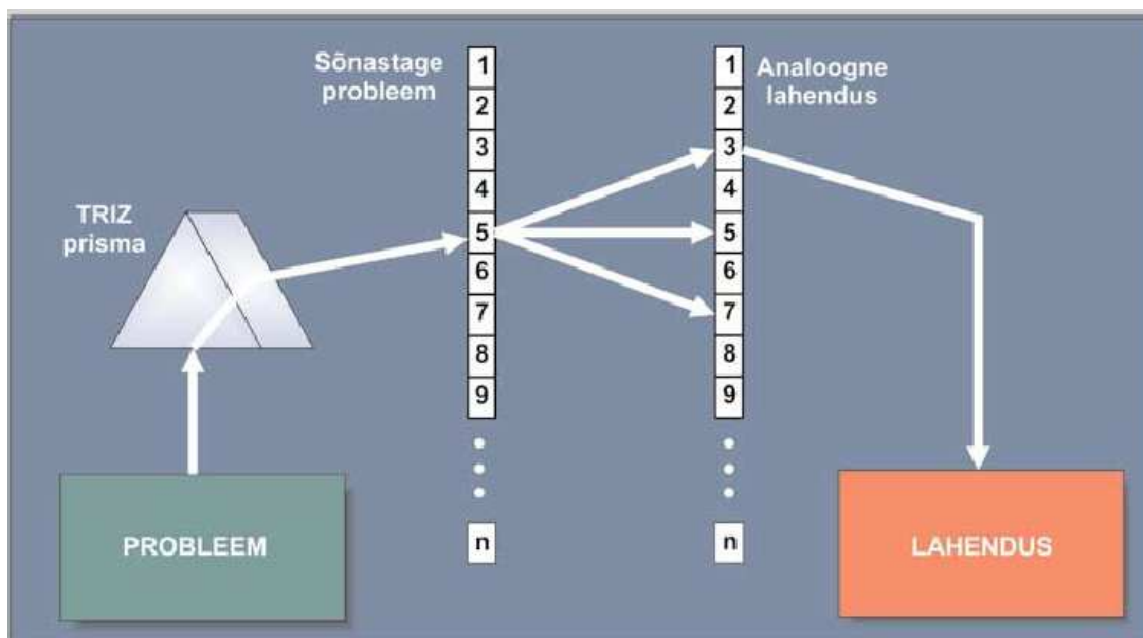 Sõnastage
probleem
Analoogne
lahendus
TRIZ
prisma
1
2
3
4
5
6
7
8
9
n
1
2
3
4
5
6
7
8
9
n
PROBLEEM
LAHENDUS